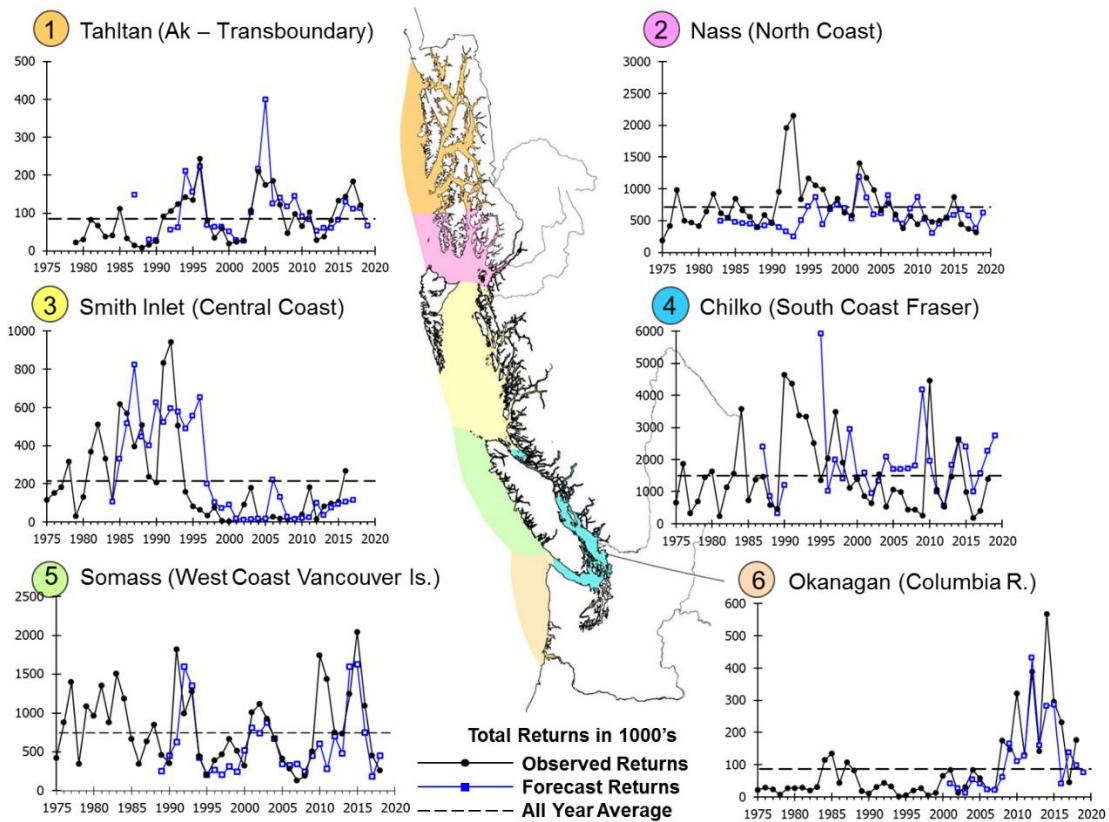 1 Tahltan (Ak – Transboundary)
500
400
300
200
100
0
1975 1980 1985 1990 1995 2000 2005 2010 2015 2020
2 Nass (North Coast)
3000
2500
2000
1500
1000
500
0
1975 1980 1985 1990 1995 2000 2005 2010 2015 2020
3 Smith Inlet (Central Coast)
1000
800
600
400
200
0
1975 1980 1985 1990 1995 2000 2005 2010 2015 2020
4 Chilko (South Coast Fraser)
6000
5000
4000
3000
2000
1000
0
1975 1980 1985 1990 1995 2000 2005 2010 2015 2020
5 Somass (West Coast Vancouver Is.)
2500
2000
1500
1000
500
0
1975 1980 1985 1990 1995 2000 2005 2010 2015 2020
6 Okanagan (Columbia R.)
600
500
400
300
200
100
0
1975 1980 1985 1990 1995 2000 2005 2010 2015 2020
Total Returns in 1000's
Observed Returns
Forecast Returns
All Year Average